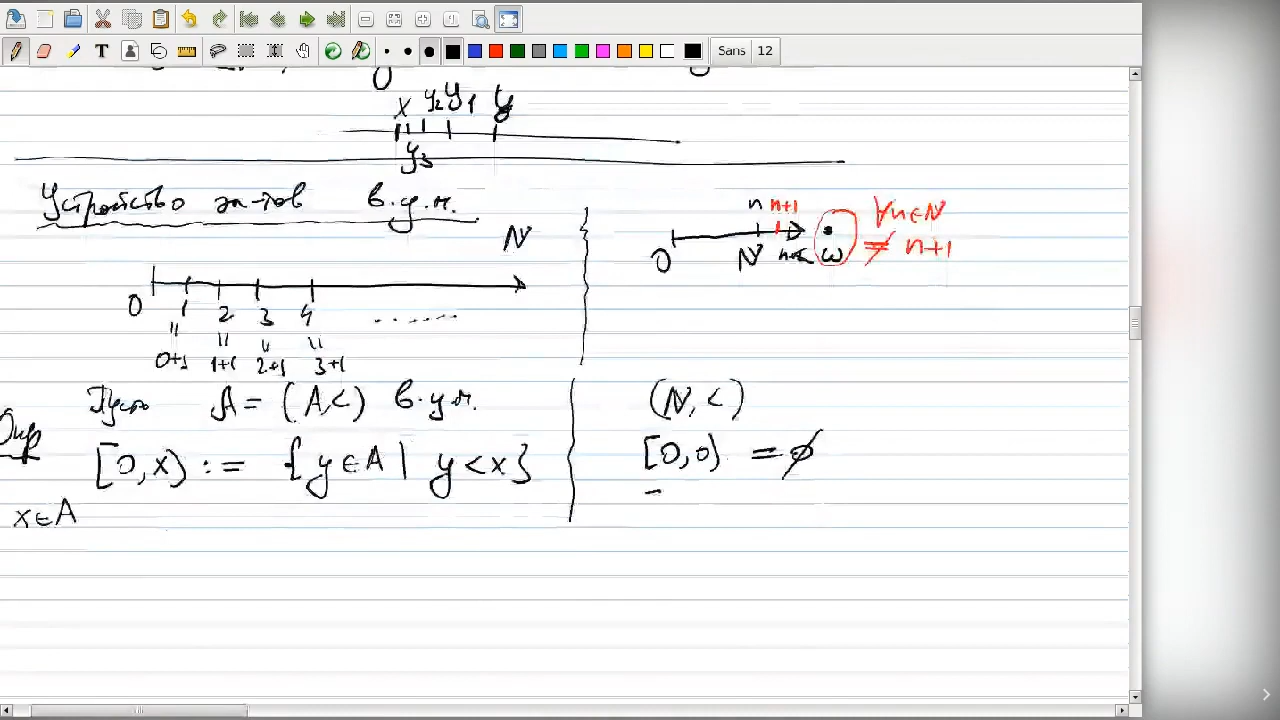 Sans 12
x y₂ y₁ y
y₃
Устройство эл-тов в.у.м.
N
0 1 2 3 4 ......
" " " "
0+1 1+1 2+1 3+1
n n+1 ∀n∈N
0 N n+2 ω ≠ n+1
Пусть A = (A,<) в.у.м.
Опр [0,x) := {y∈A | y<x}
x∈A
(N,<)
[0,0) = ∅